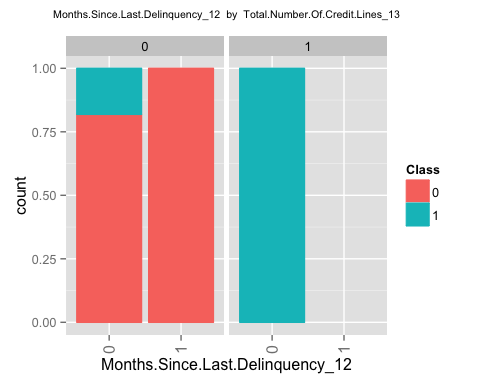 Months.Since.Last.Delinquency_12 by Total.Number.Of.Credit.Lines_13
0 1
1.00
0.75
0.50
0.25
0.00
count
0 1 0 1
Months.Since.Last.Delinquency_12
Class
0
1